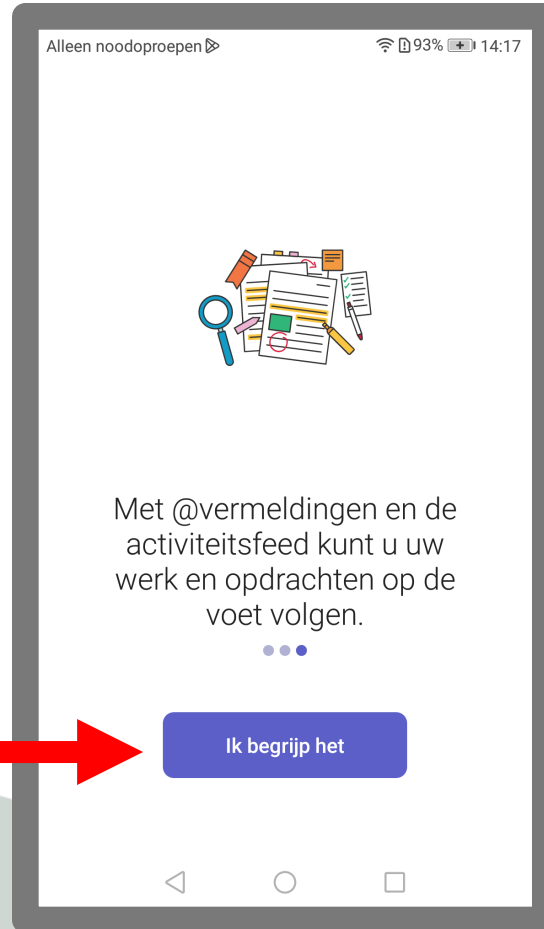 Alleen noodoproepen 93% 14:17
Met @vermeldingen en de
activiteitsfeed kunt u uw
werk en opdrachten op de
voet volgen.
Ik begrijp het